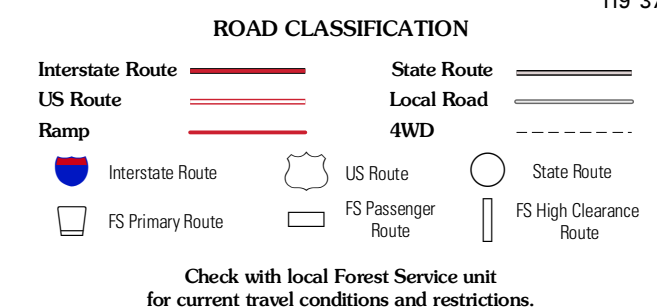 ROAD CLASSIFICATION
Interstate Route State Route
US Route Local Road
Ramp 4WD
Interstate Route US Route State Route
FS Primary Route FS Passenger Route FS High Clearance Route
Check with local Forest Service unit
for current travel conditions and restrictions.